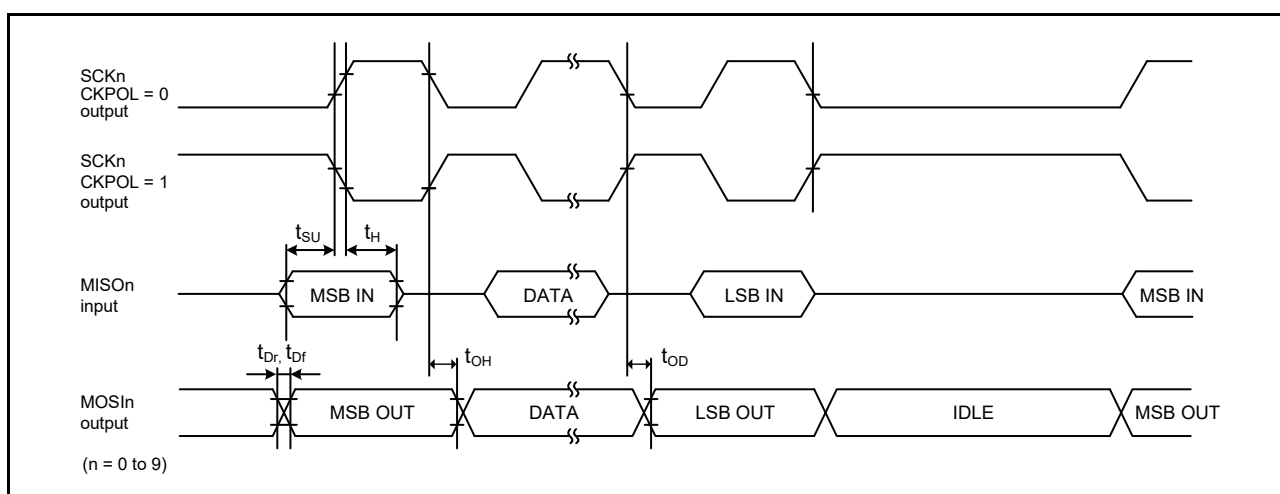 SCKn
CKPOL = 0
output
SCKn
CKPOL = 1
output
tSU
tH
MISOn
input
MSB IN
DATA
LSB IN
MSB IN
tDr, tDf
tOH
tOD
MOSIn
output
MSB OUT
DATA
LSB OUT
IDLE
MSB OUT
(n = 0 to 9)